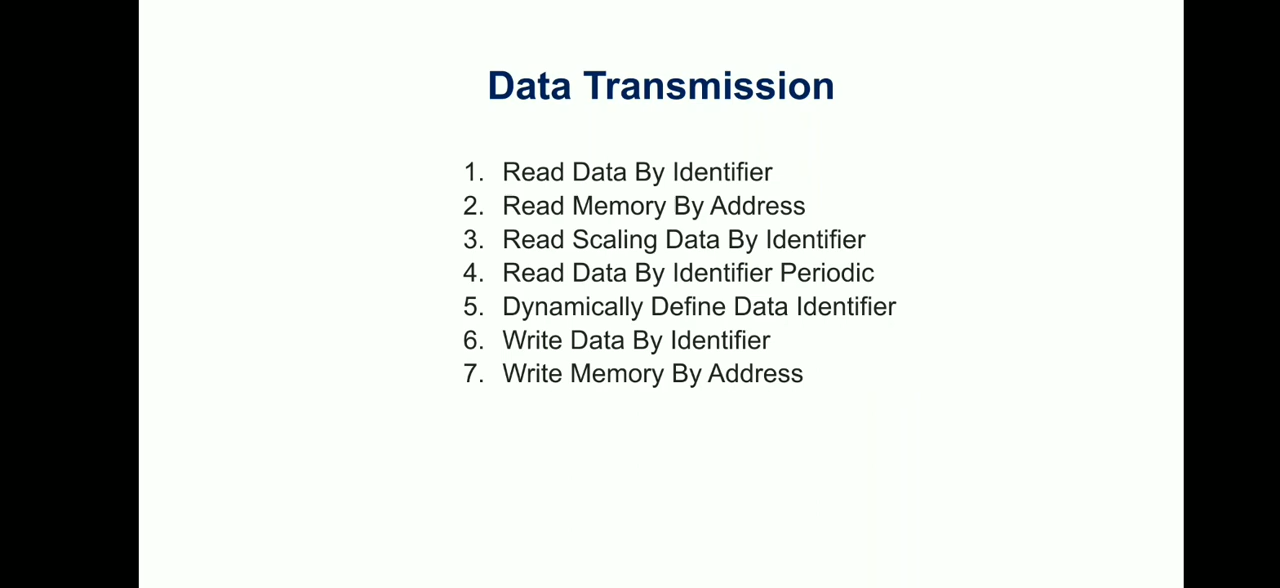 Data Transmission
1. Read Data By Identifier
2. Read Memory By Address
3. Read Scaling Data By Identifier
4. Read Data By Identifier Periodic
5. Dynamically Define Data Identifier
6. Write Data By Identifier
7. Write Memory By Address